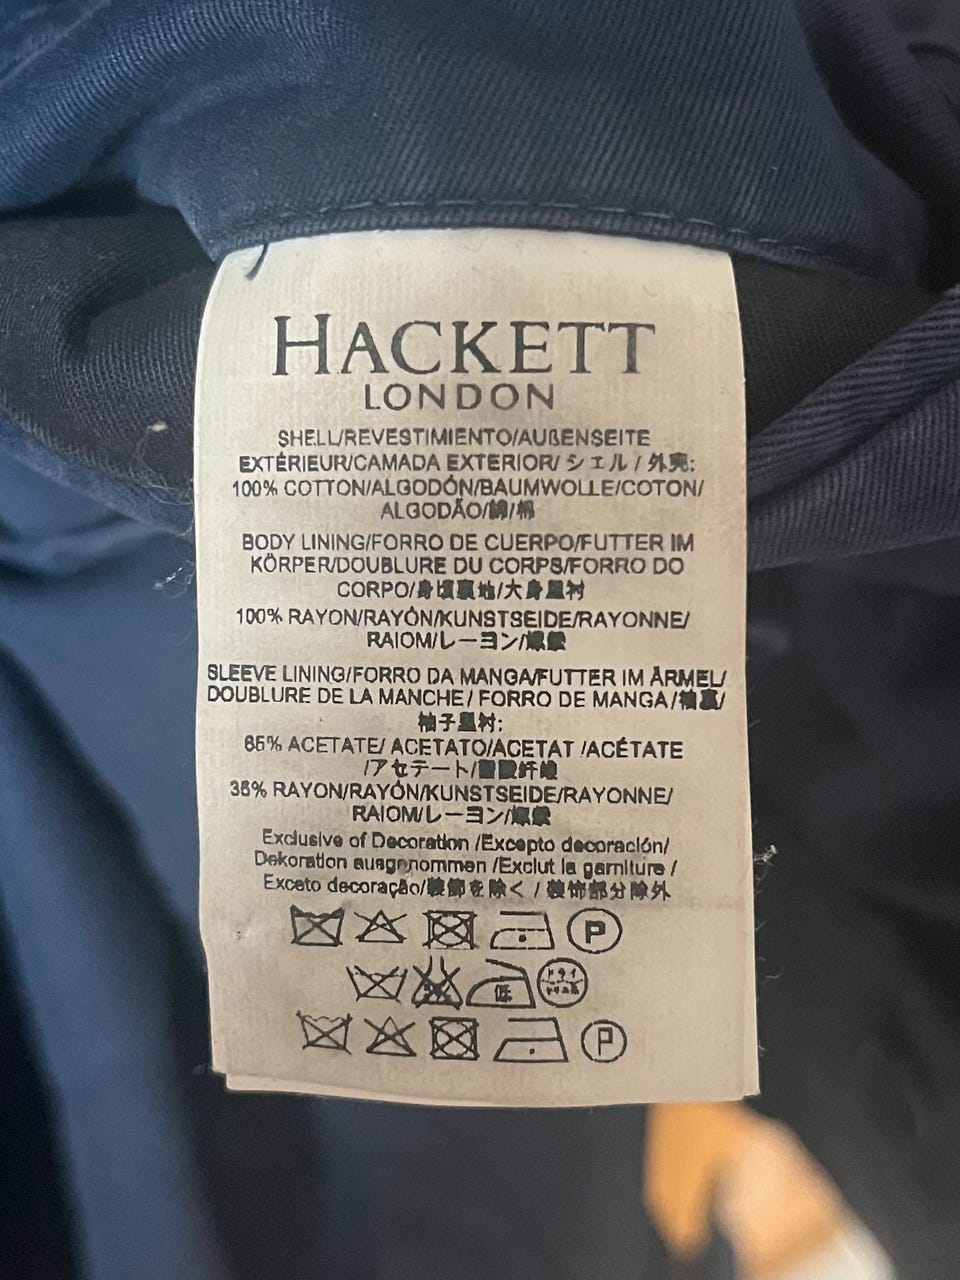 HACKETT
LONDON
SHELL/REVESTIMIENTO/AUßENSEITE
EXTÉRIEUR/CAMADA EXTERIOR/ シェル / 外壳:
100% COTTON/ALGODÓN/BAUMWOLLE/COTON/
ALGODÃO/綿/棉
BODY LINING/FORRO DE CUERPO/FUTTER IM
KÖRPER/DOUBLURE DU CORPS/FORRO DO
CORPO/身頃裏地/大身里衬
100% RAYON/RAYÓN/KUNSTSEIDE/RAYONNE/
RAIOM/レーヨン/
SLEEVE LINING/FORRO DA MANGA/FUTTER IM ÄRMEL/
DOUBLURE DE LA MANCHE/ FORRO DE MANGA/袖裏/
袖子里衬:
65% ACETATE/ ACETATO/ACETAT /ACÉTATE
/アセテート/醋酸纤维
35% RAYON/RAYÓN/KUNSTSEIDE/RAYONNE/
RAIOM/レーヨン/
Exclusive of Decoration /Excepto decoración/
Dekoration ausgenommen /Exclut la garniture /
Exceto decoração/装飾を除く / 装饰部分除外
P
低 ドライ
P